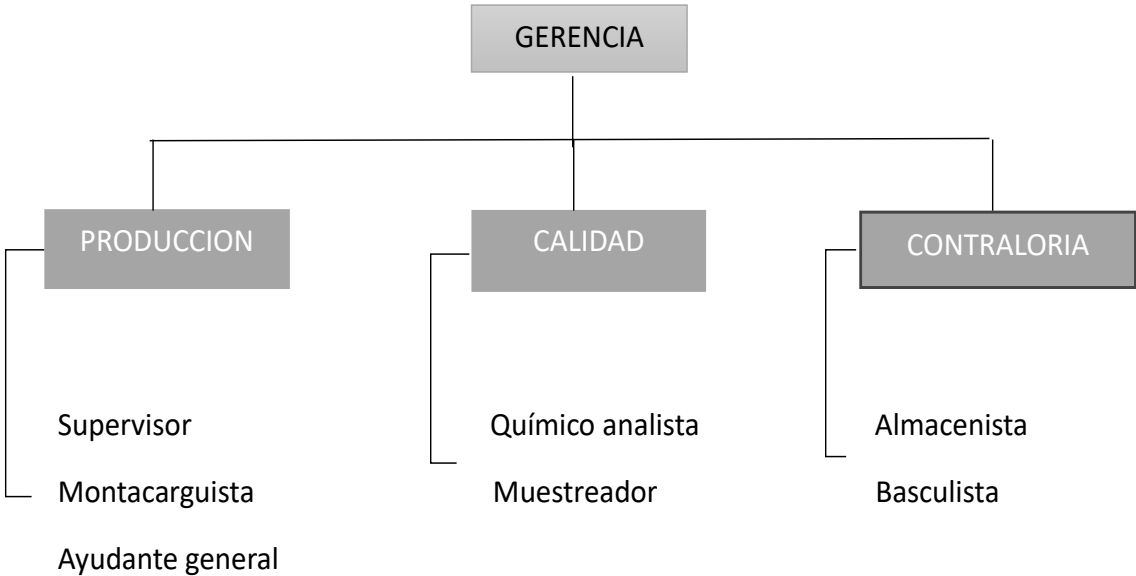 GERENCIA
PRODUCCION
CALIDAD
CONTRALORIA
Supervisor
Montacarguista
Ayudante general
Químico analista
Muestreador
Almacenista
Basculista